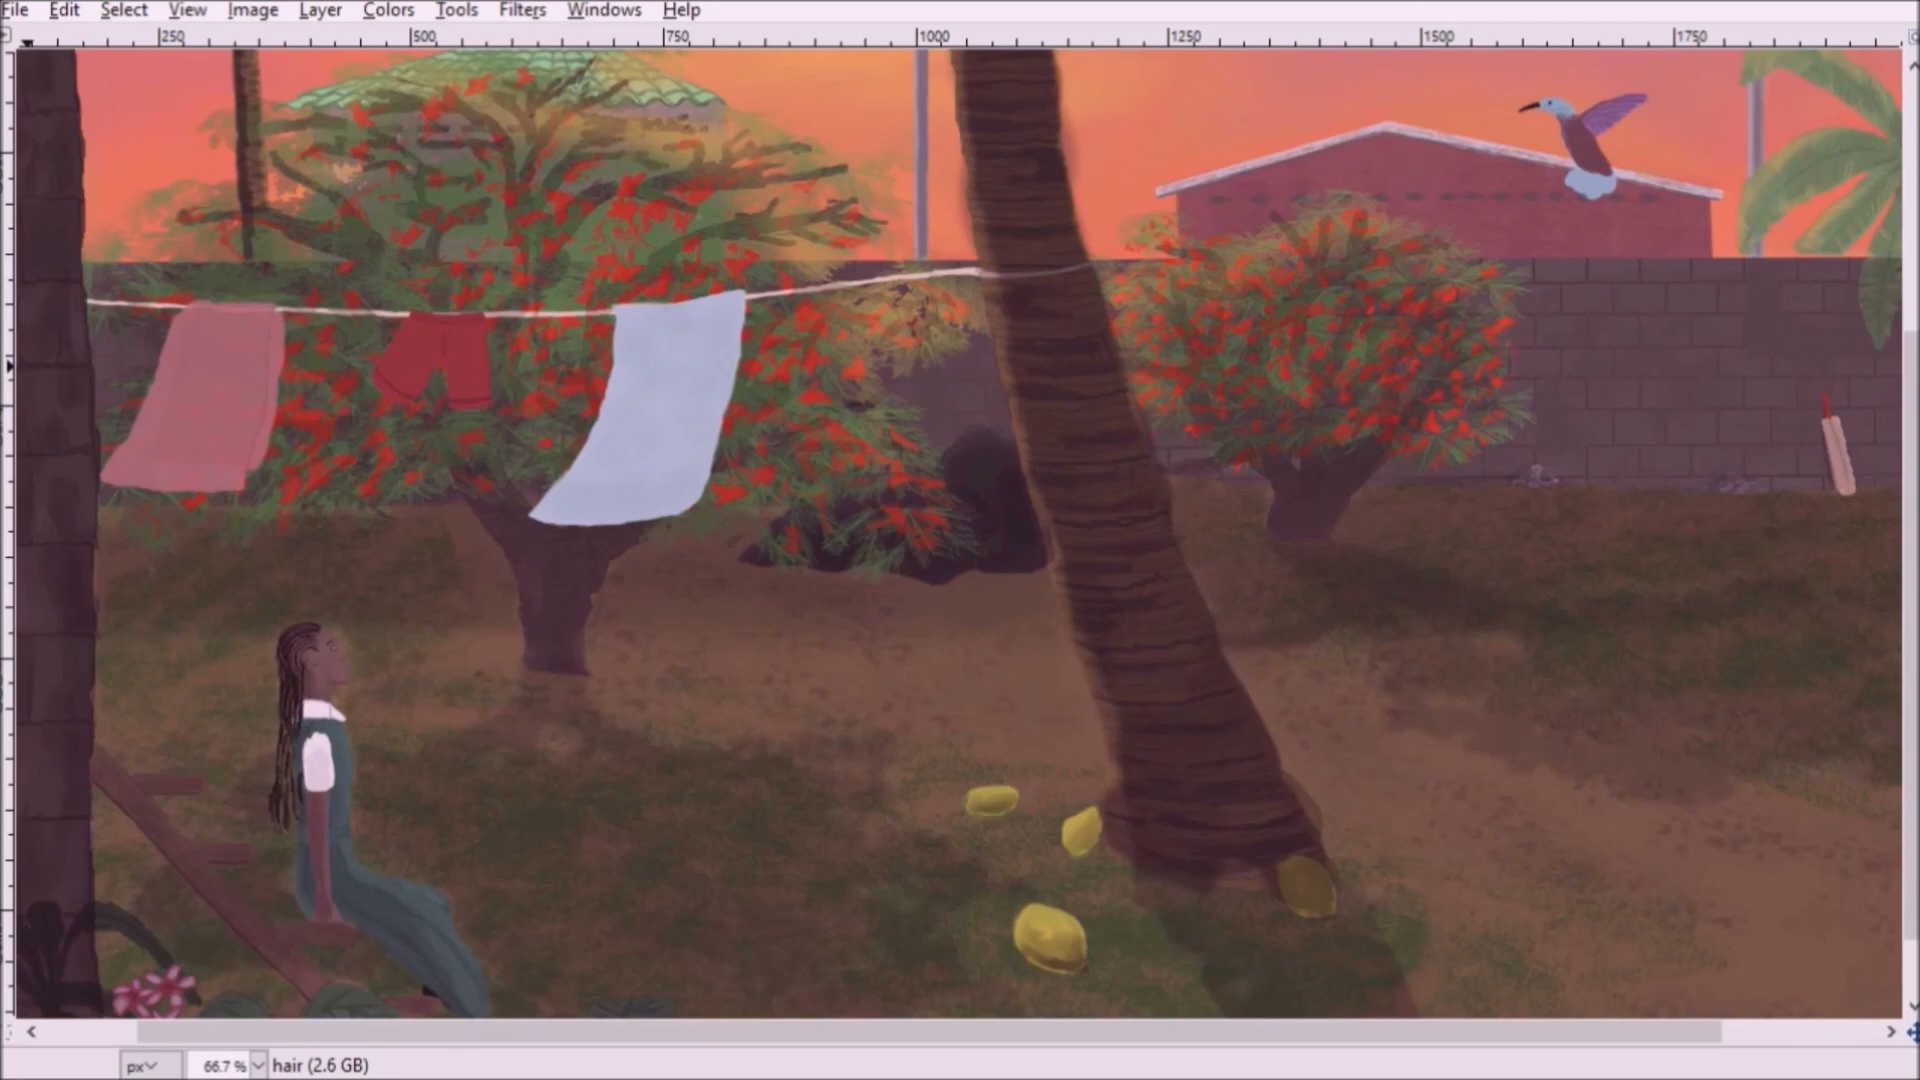 File Edit Select View Image Layer Colors Tools Filters Windows Help
250 500 750 1000 1250 1500 1750
px 66.7 % hair (2.6 GB)